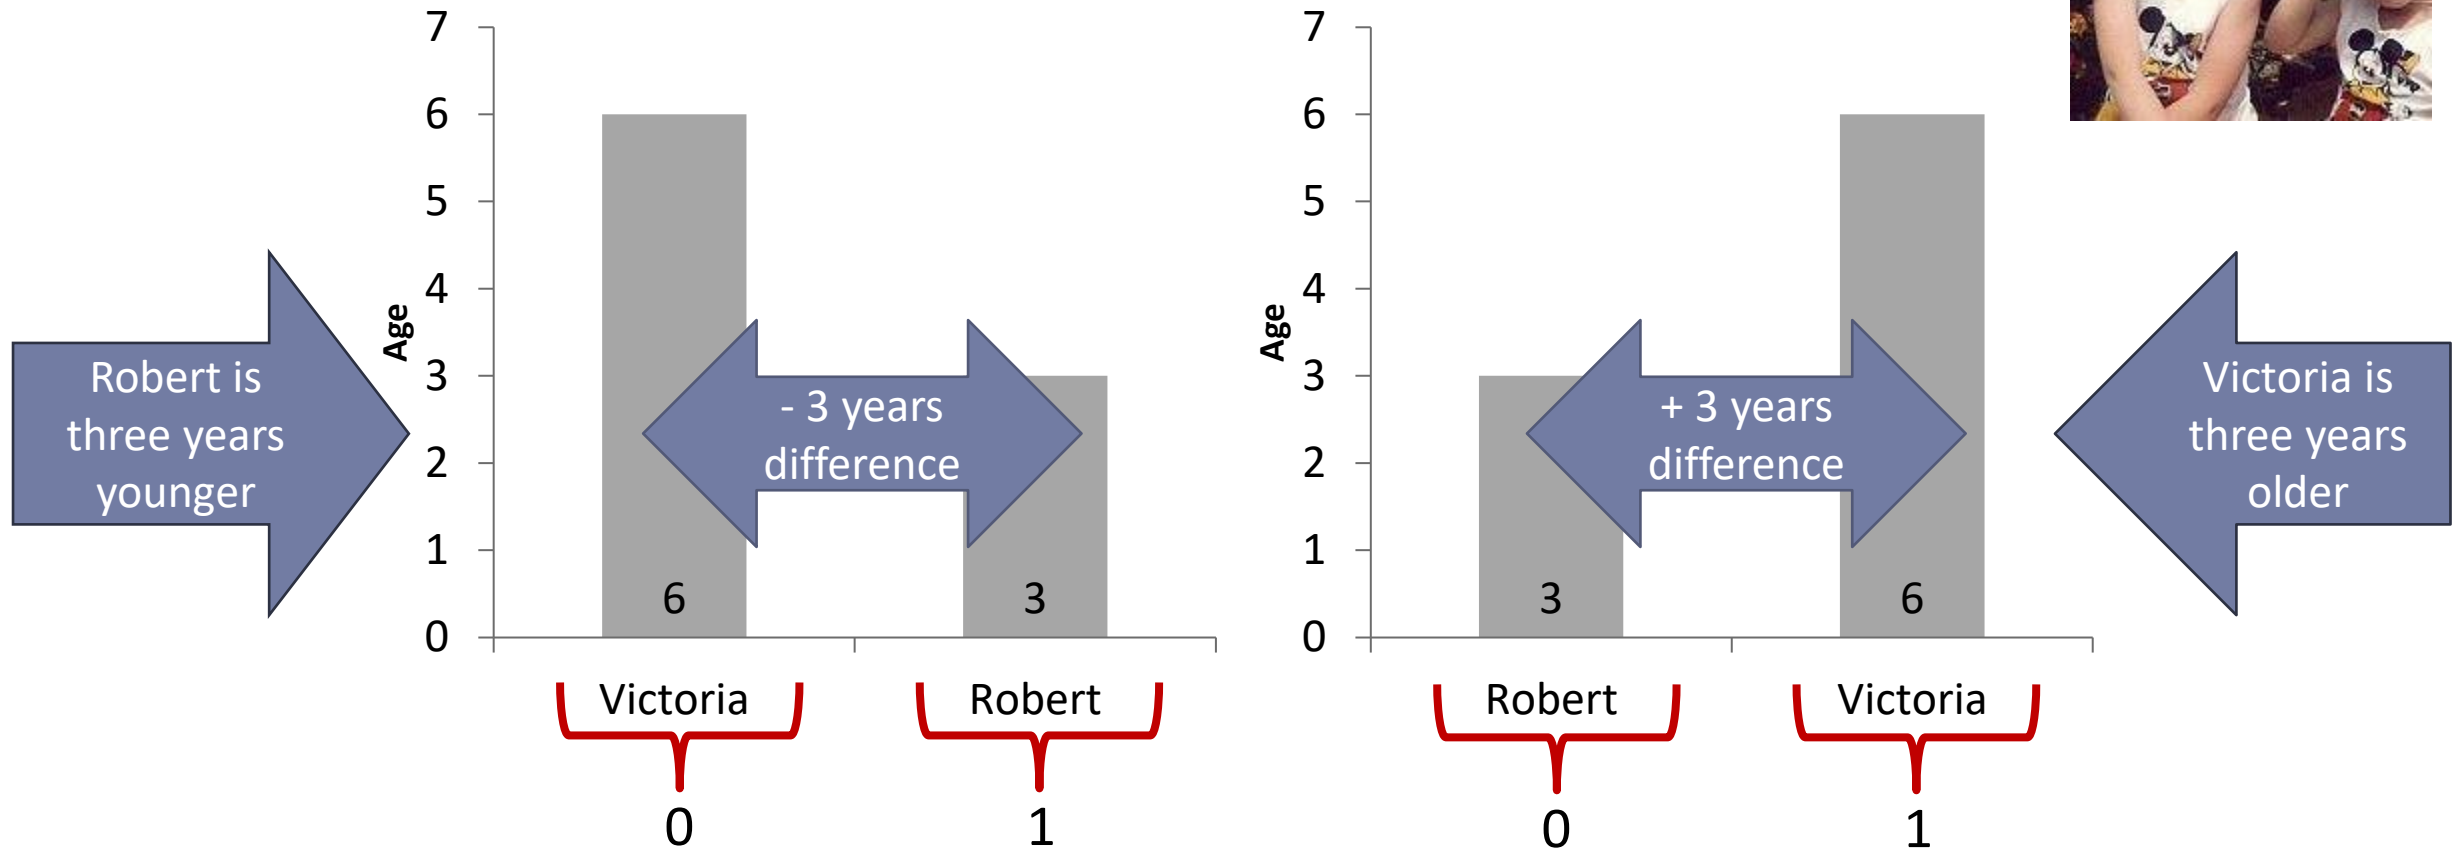 Robert is
three years
younger
Age
7
6
5
4
3
2
1
0
- 3 years
difference
6
3
Victoria
Robert
0
1
Age
7
6
5
4
3
2
1
0
+ 3 years
difference
3
6
Robert
Victoria
0
1
Victoria is
three years
older